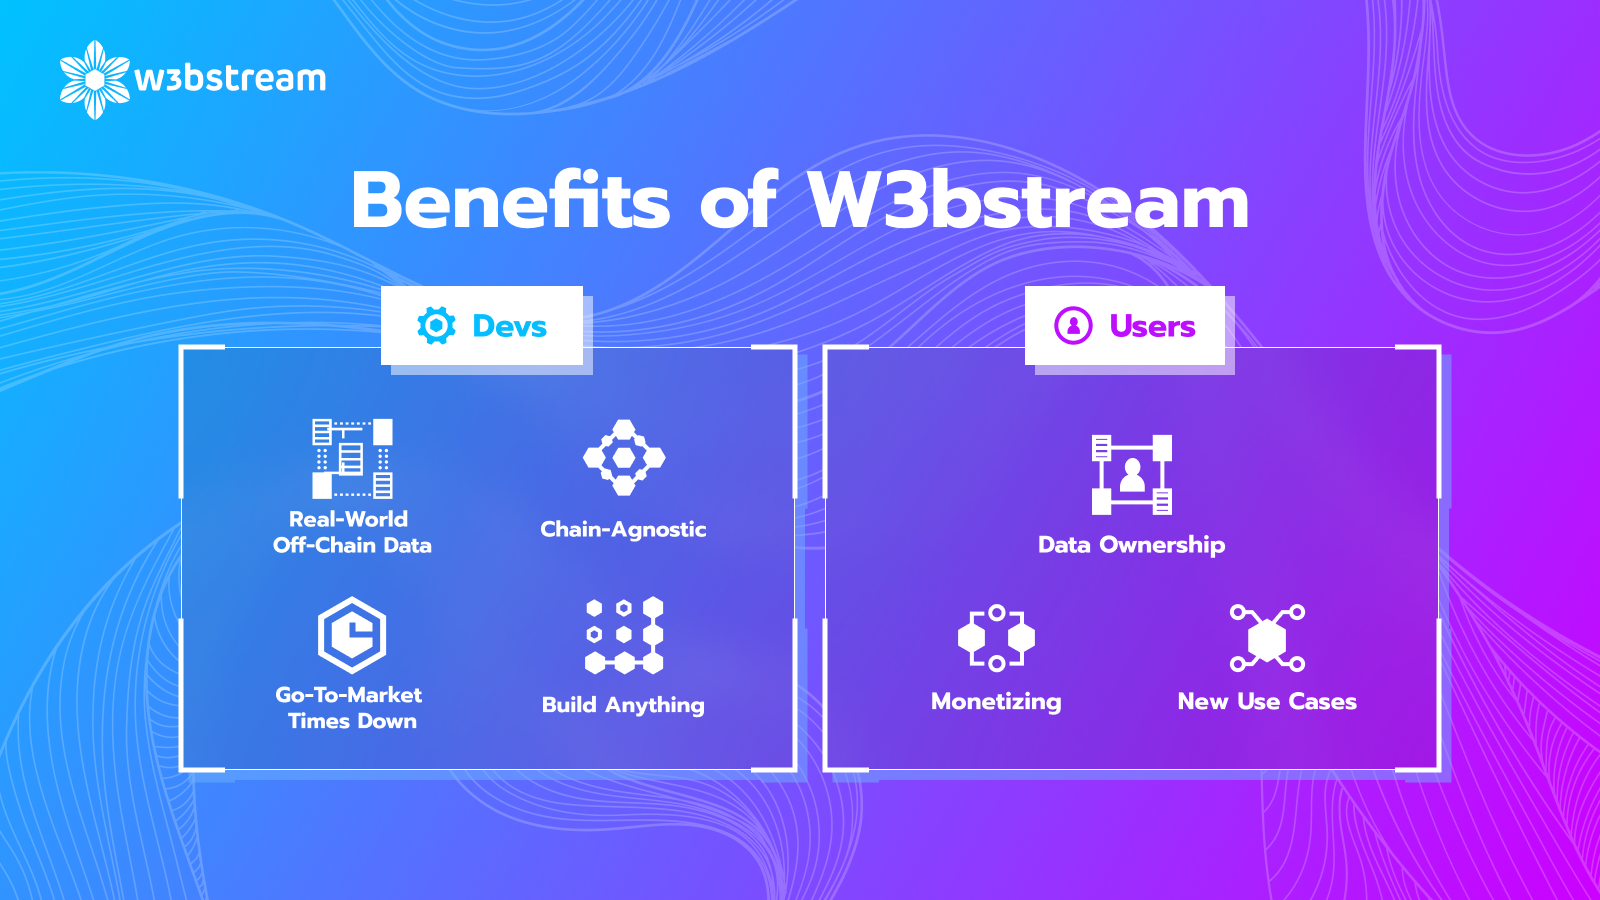 w3bstream
Benefits of W3bstream
Devs
Real-World
Off-Chain Data
Chain-Agnostic
Go-To-Market
Times Down
Build Anything
Users
Data Ownership
Monetizing
New Use Cases